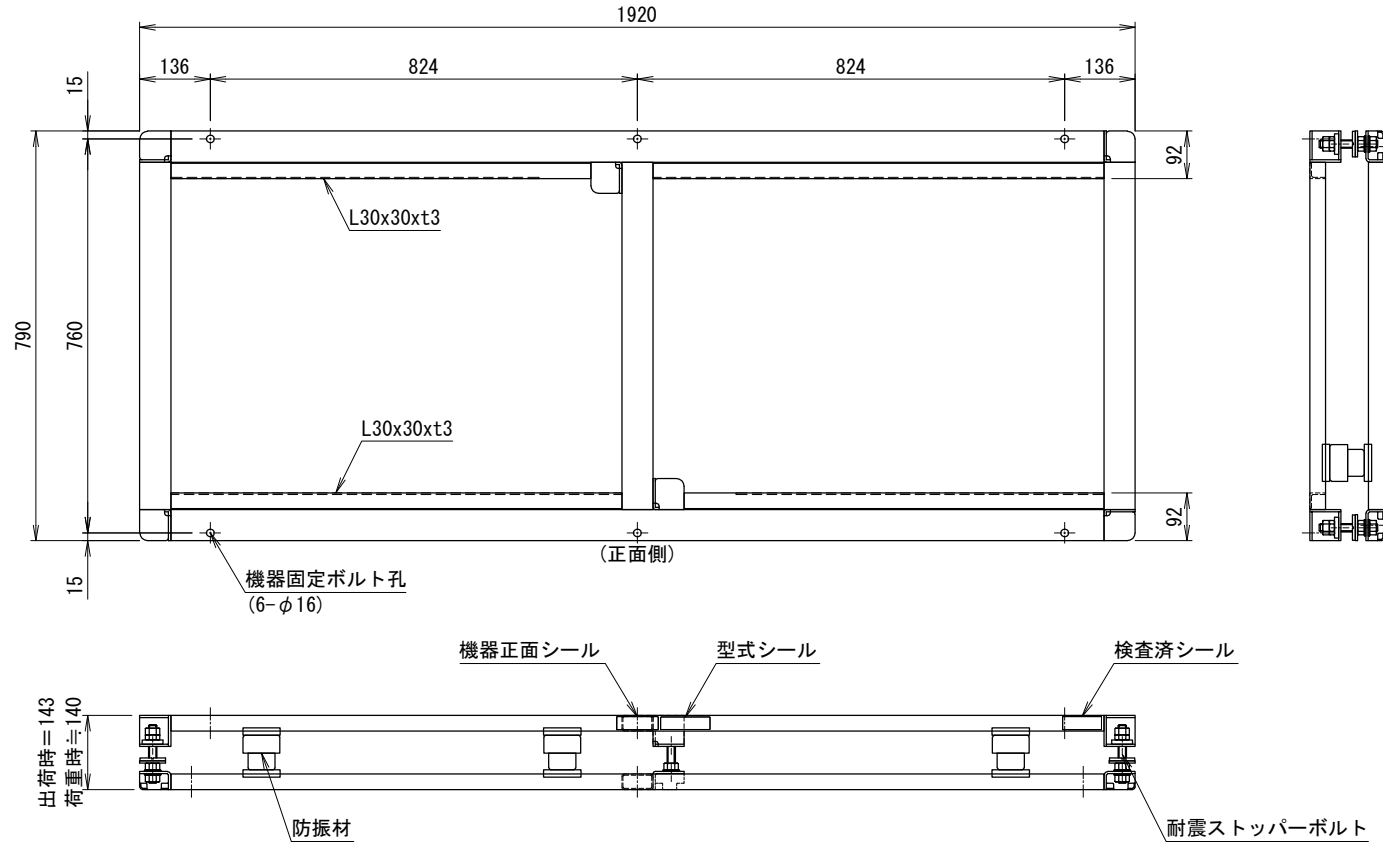 1920
136
824
824
136
15
92
L30x30xt3
790
760
L30x30xt3
92
(正面側)
15
機器固定ボルト孔
(6-φ16)
機器正面シール
型式シール
検査済シール
出荷時=143
荷重時≒140
防振材
耐震ストッパーボルト